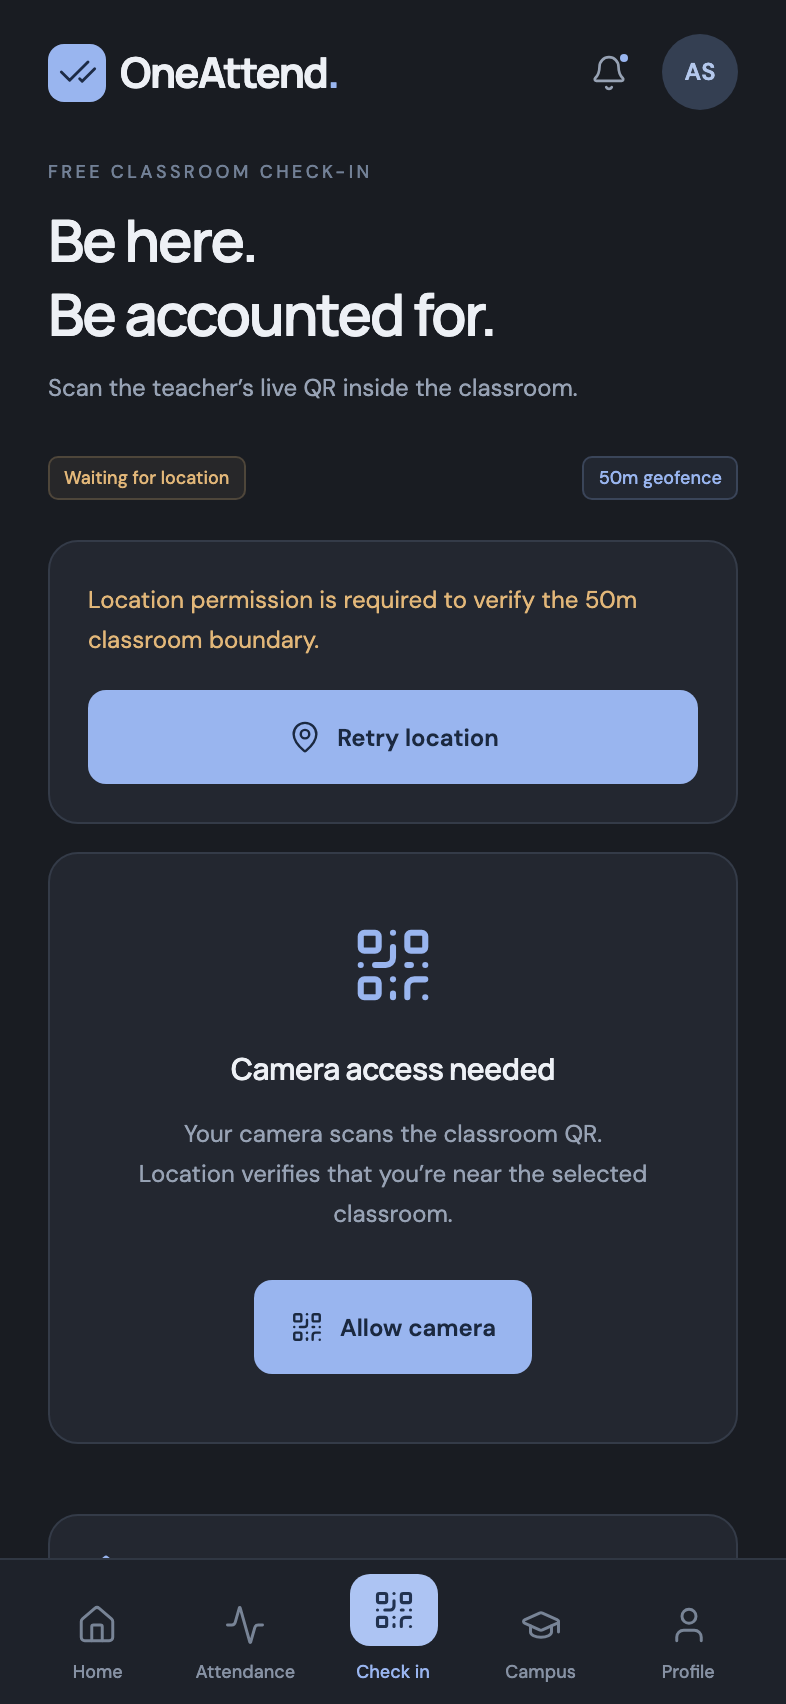 OneAttend.
AS
FREE CLASSROOM CHECK-IN
Be here.
Be accounted for.
Scan the teacher’s live QR inside the classroom.
Waiting for location
50m geofence
Location permission is required to verify the 50m
classroom boundary.
Retry location
Camera access needed
Your camera scans the classroom QR.
Location verifies that you’re near the selected
classroom.
Allow camera
Home
Attendance
Check in
Campus
Profile